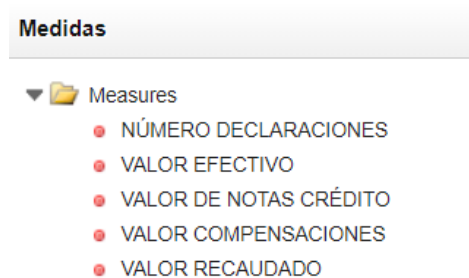 Medidas
Measures
NÚMERO DECLARACIONES
VALOR EFECTIVO
VALOR DE NOTAS CRÉDITO
VALOR COMPENSACIONES
VALOR RECAUDADO